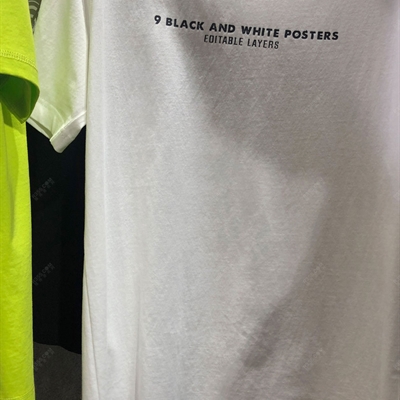 9 BLACK AND WHITE POSTERS
EDITABLE LAYERS